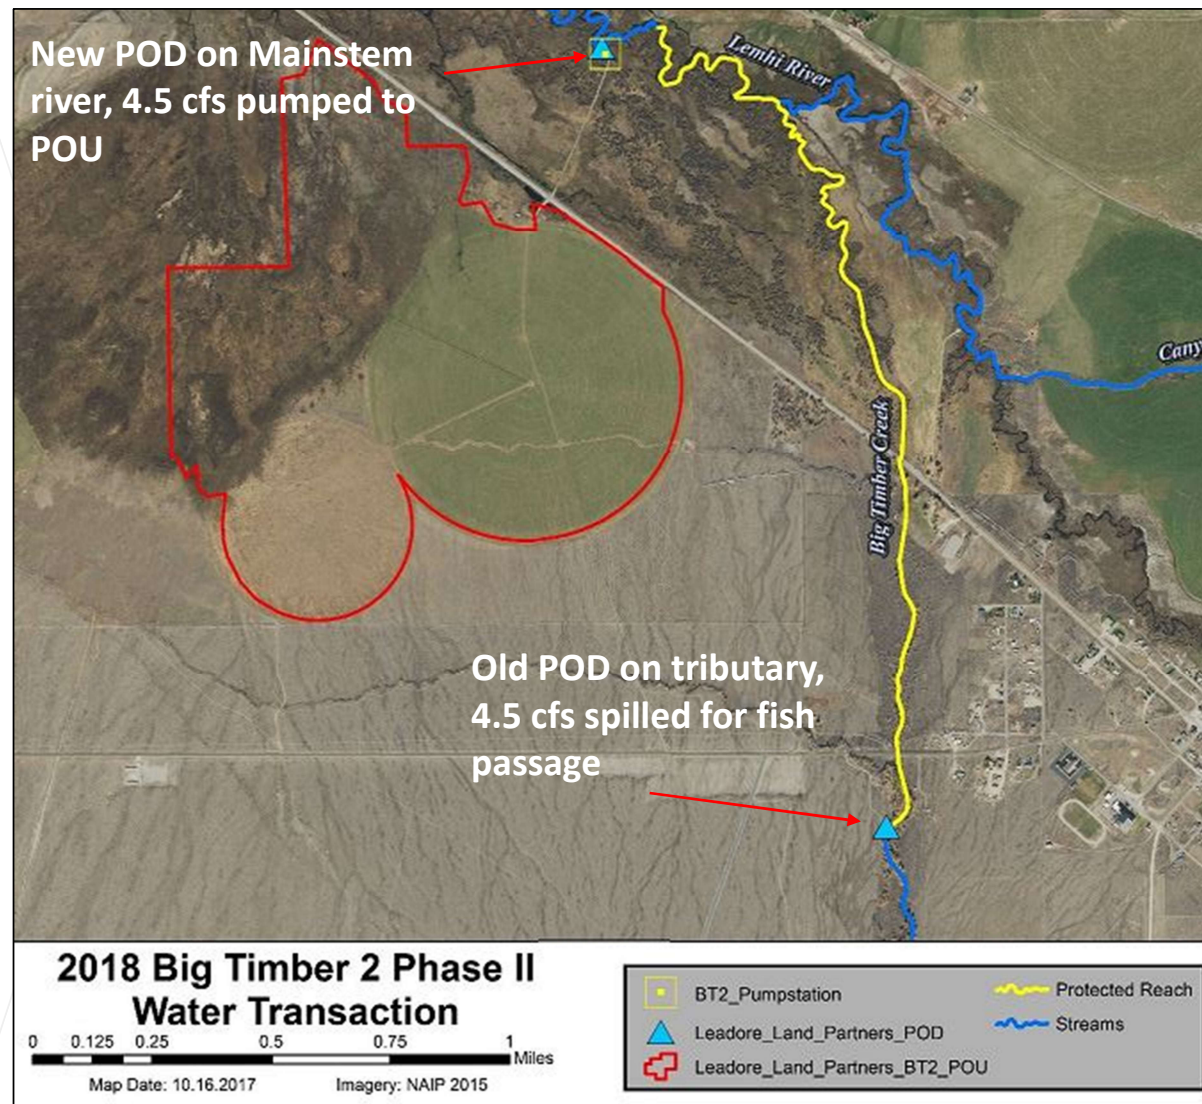 New POD on Mainstem
river, 4.5 cfs pumped to
POU
Lemhi River
Cany
Big Timber Creek
Old POD on tributary,
4.5 cfs spilled for fish
passage
2018 Big Timber 2 Phase II
Water Transaction
0 0.125 0.25 0.5 0.75 1
Miles
Map Date: 10.16.2017 Imagery: NAIP 2015
BT2_Pumpstation
Leadore_Land_Partners_POD
Leadore_Land_Partners_BT2_POU
Protected Reach
Streams